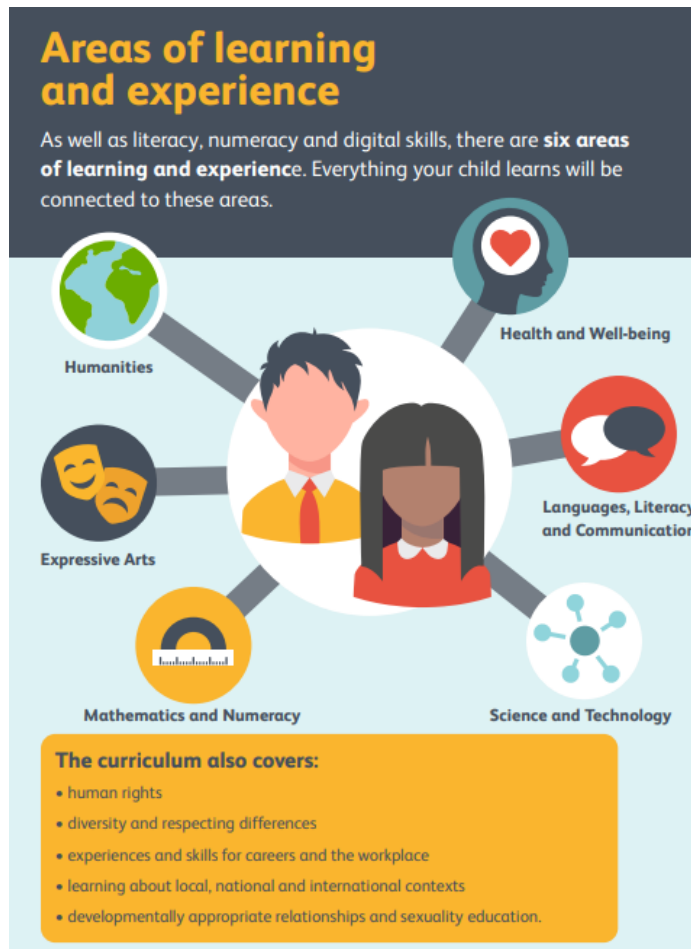 Areas of learning
and experience
As well as literacy, numeracy and digital skills, there are six areas
of learning and experience. Everything your child learns will be
connected to these areas.
Humanities
Health and Well-being
Expressive Arts
Languages, Literacy
and Communication
Mathematics and Numeracy
Science and Technology
The curriculum also covers:
• human rights
• diversity and respecting differences
• experiences and skills for careers and the workplace
• learning about local, national and international contexts
• developmentally appropriate relationships and sexuality education.